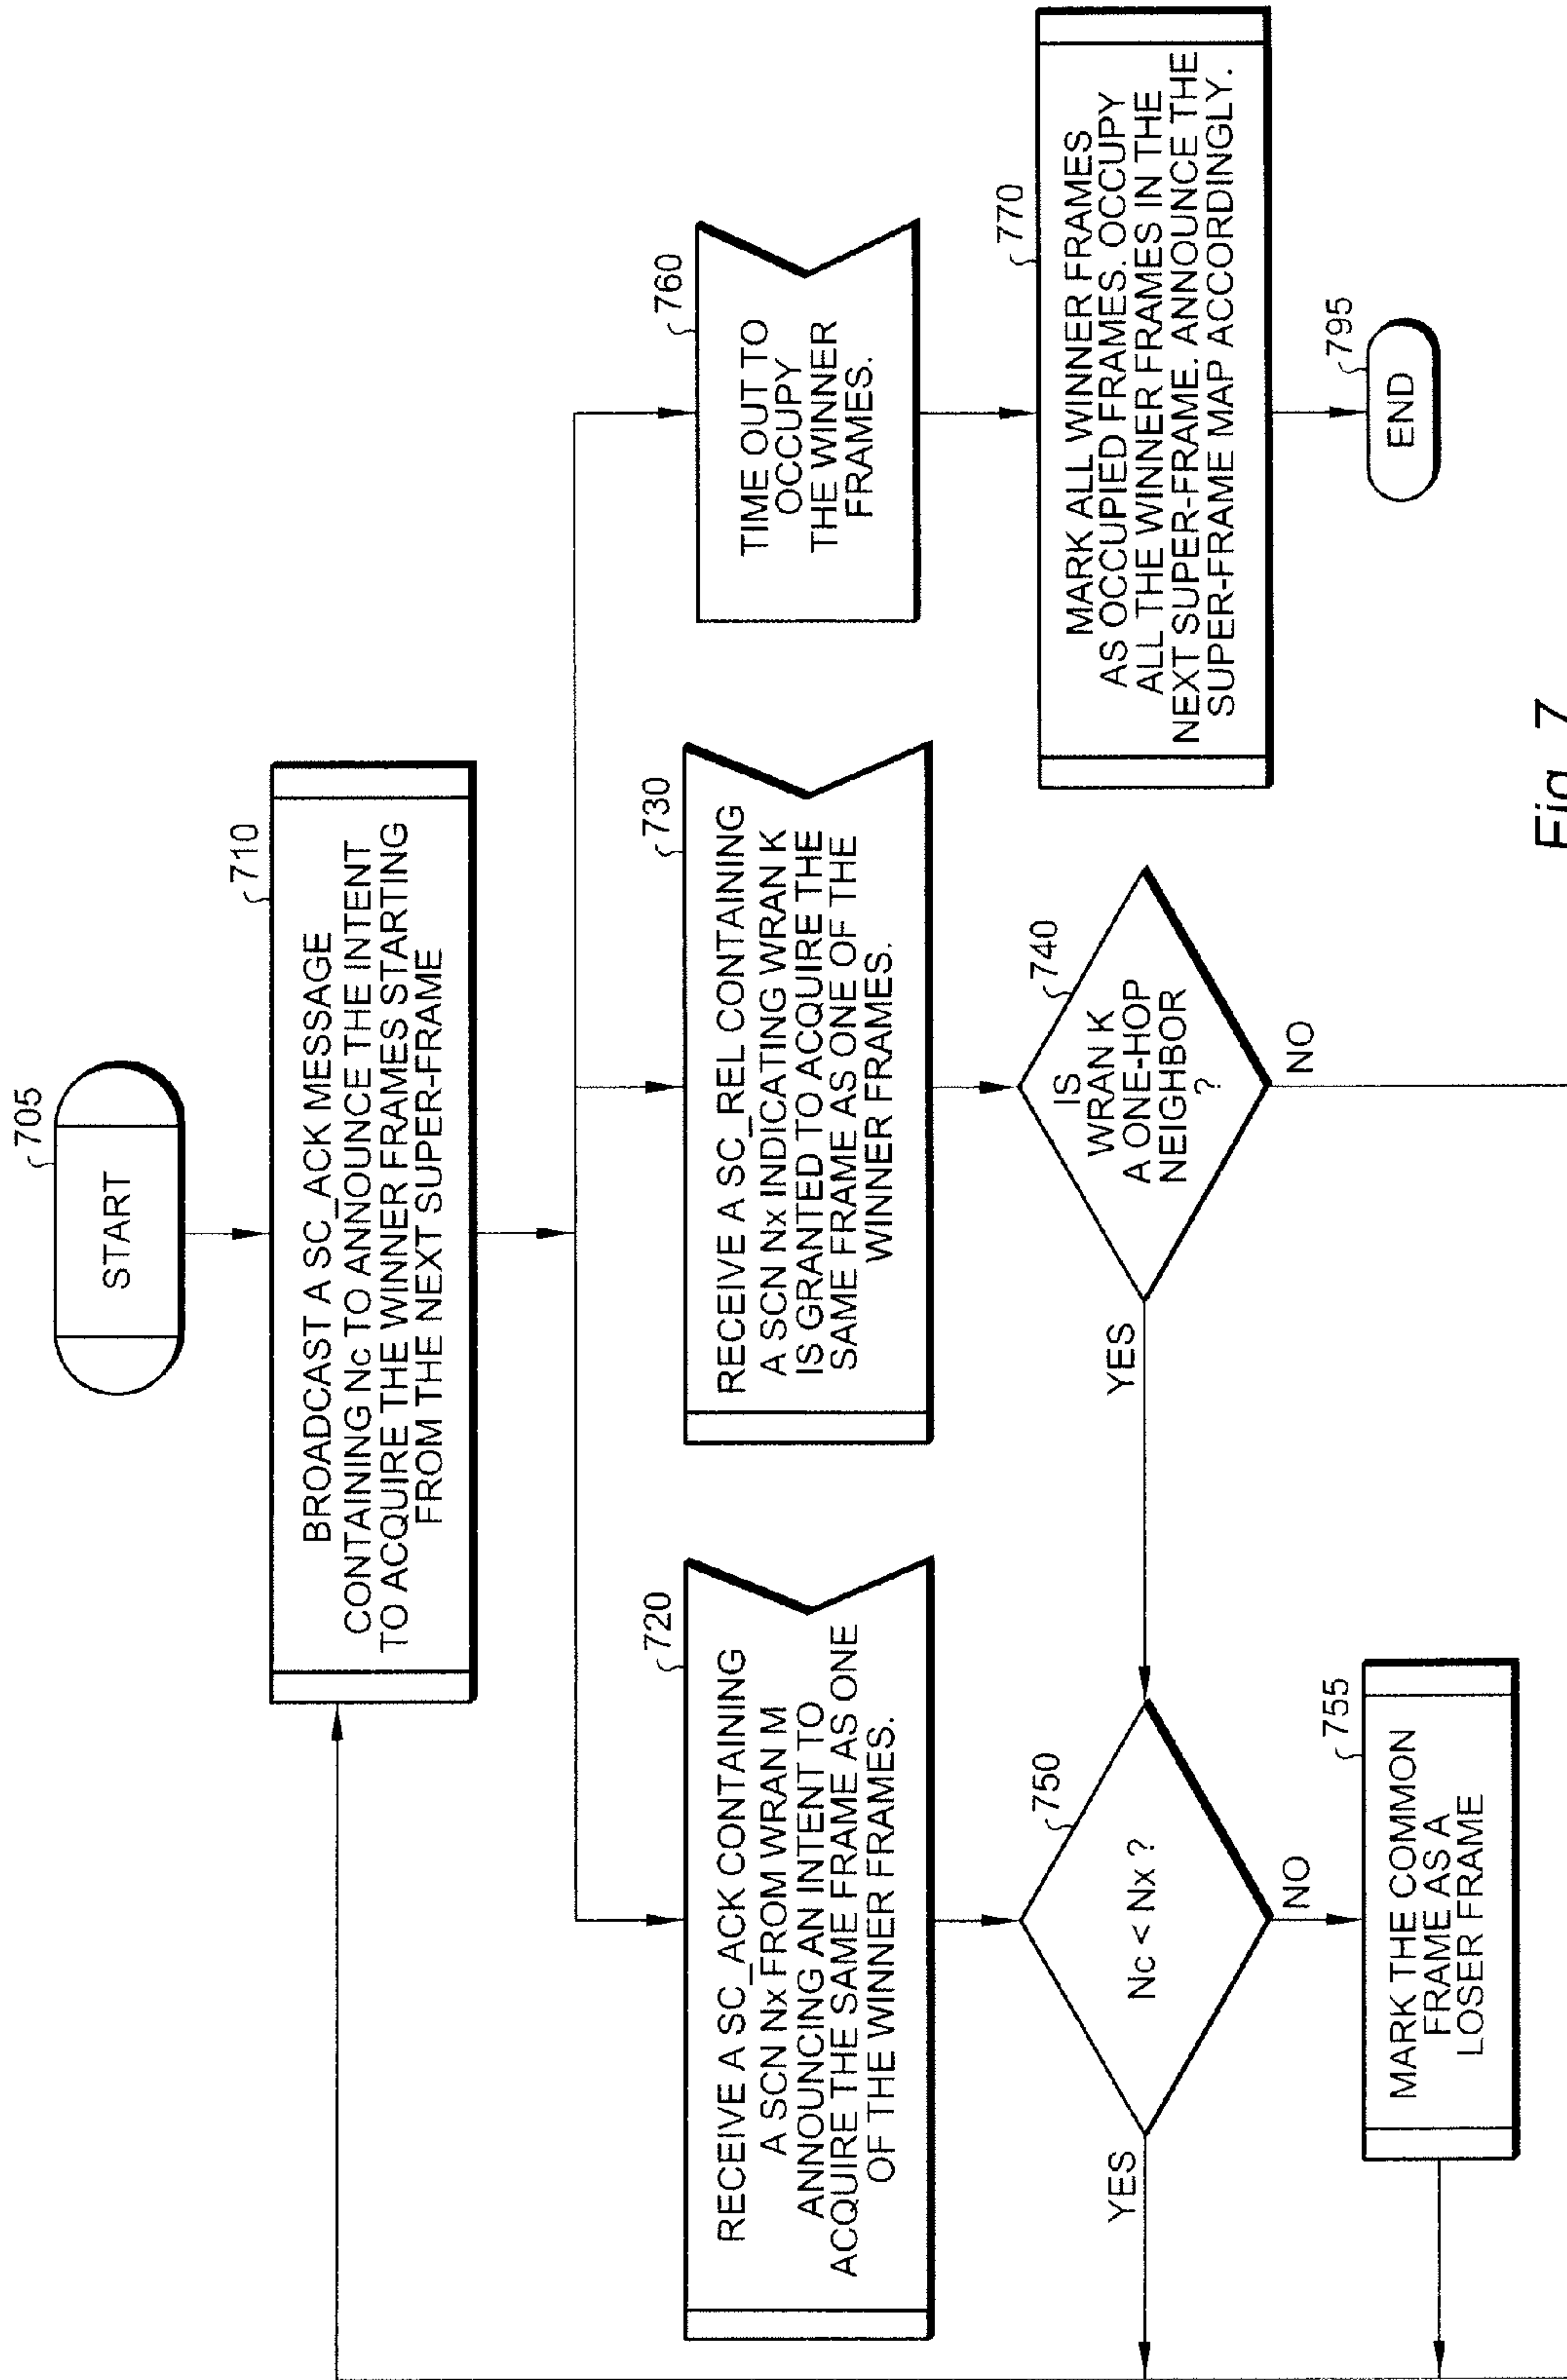 START
705
BROADCAST A SC_ACK MESSAGE
CONTAINING Nc TO ANNOUNCE THE INTENT
TO ACQUIRE THE WINNER FRAMES STARTING
FROM THE NEXT SUPER-FRAME
710
RECEIVE A SC_ACK CONTAINING
A SCN Nx FROM WRAN M
ANNOUNCING AN INTENT TO
ACQUIRE THE SAME FRAME AS ONE
OF THE WINNER FRAMES.
720
RECEIVE A SC_REL CONTAINING
A SCN Nx INDICATING WRAN K
IS GRANTED TO ACQUIRE THE
SAME FRAME AS ONE OF THE
WINNER FRAMES.
730
TIME OUT TO
OCCUPY
THE WINNER
FRAMES.
760
Nc < Nx ?
750
YES
NO
IS
WRAN K
A ONE-HOP
NEIGHBOR
?
740
YES
NO
MARK ALL WINNER FRAMES
AS OCCUPIED FRAMES. OCCUPY
ALL THE WINNER FRAMES IN THE
NEXT SUPER-FRAME. ANNOUNCE THE
SUPER-FRAME MAP ACCORDINGLY.
770
MARK THE COMMON
FRAME AS A
LOSER FRAME
755
END
795
Fig. 7